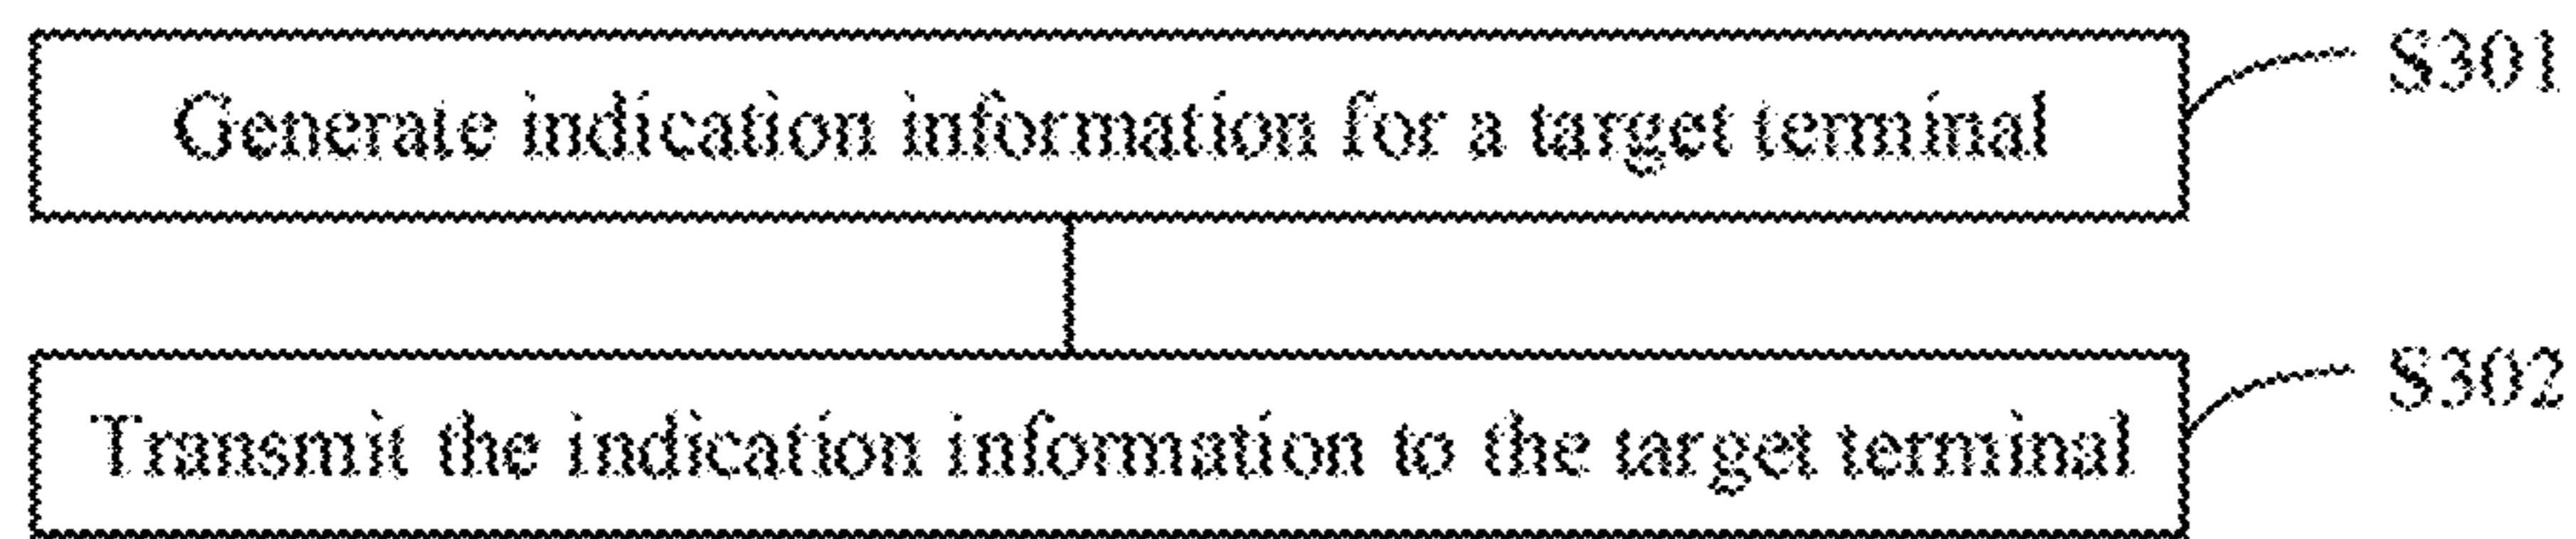 Generate indication information for a target terminal S301
Transmit the indication information to the target terminal S302